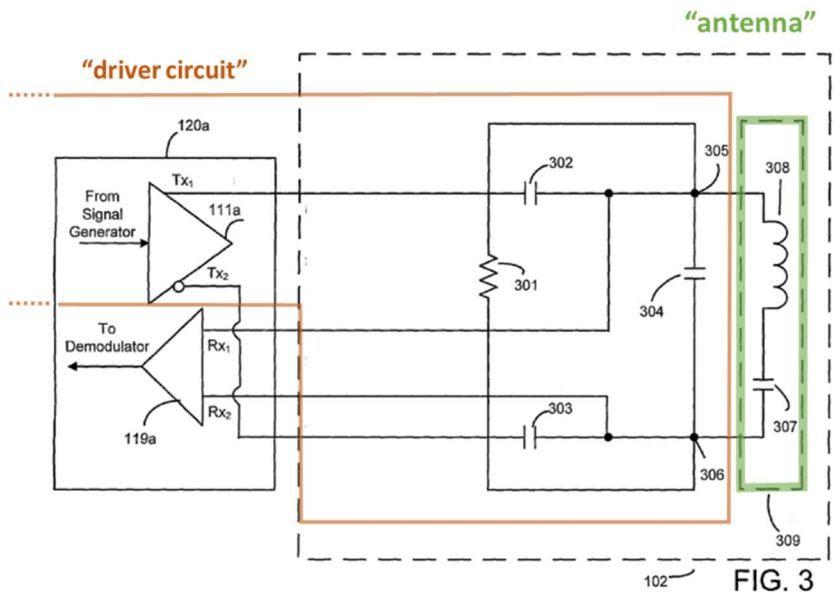 “antenna”
“driver circuit”
120a
From
Signal
Generator
Tx1
111a
Tx2
To
Demodulator
Rx1
Rx2
119a
302
305
308
301
304
303
307
306
309
102
FIG. 3